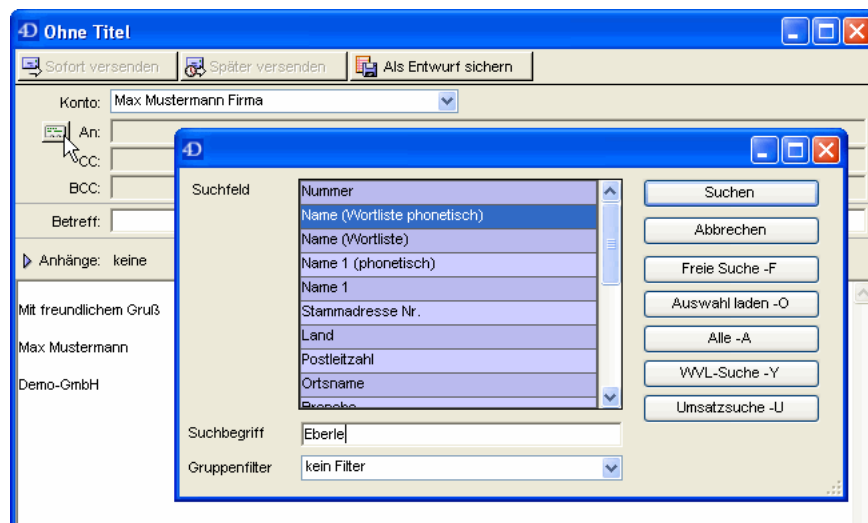 4D Ohne Titel
Sofort versenden Später versenden Als Entwurf sichern
Konto: Max Mustermann Firma
An:
CC:
BCC:
Betreff:
Anhänge: keine
Mit freundlichem Gruß
Max Mustermann
Demo-GmbH
4D
Suchfeld
Nummer
Name (Wortliste phonetisch)
Name (Wortliste)
Name 1 (phonetisch)
Name 1
Stammadresse Nr.
Land
Postleitzahl
Ortsname
Branche
Suchbegriff Eberle
Gruppenfilter kein Filter
Suchen
Abbrechen
Freie Suche -F
Auswahl laden -O
Alle -A
WVL-Suche -Y
Umsatzsuche -U